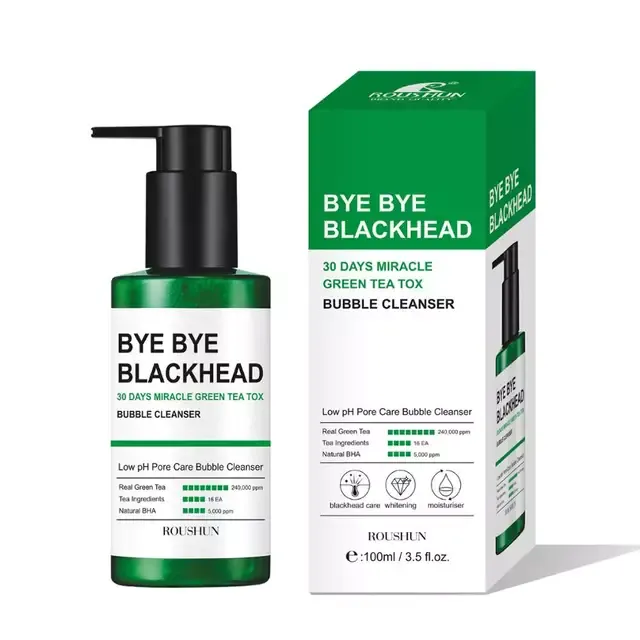 BYE BYE
BLACKHEAD
30 DAYS MIRACLE GREEN TEA TOX
BUBBLE CLEANSER
Low pH Pore Care Bubble Cleanser
Real Green Tea 240,000 ppm
Tea Ingredients 16 EA
Natural BHA 5,000 ppm
ROUSHUN
ROUSHUN
BYE BYE
BLACKHEAD
30 DAYS MIRACLE
GREEN TEA TOX
BUBBLE CLEANSER
Low pH Pore Care Bubble Cleanser
Real Green Tea 240,000 ppm
Tea Ingredients 16 EA
Natural BHA 5,000 ppm
blackhead care whitening moisturiser
ROUSHUN
e:100ml / 3.5 fl.oz.
BYE BYE
BLACKHEAD
BYE BYE
BLACKHEAD